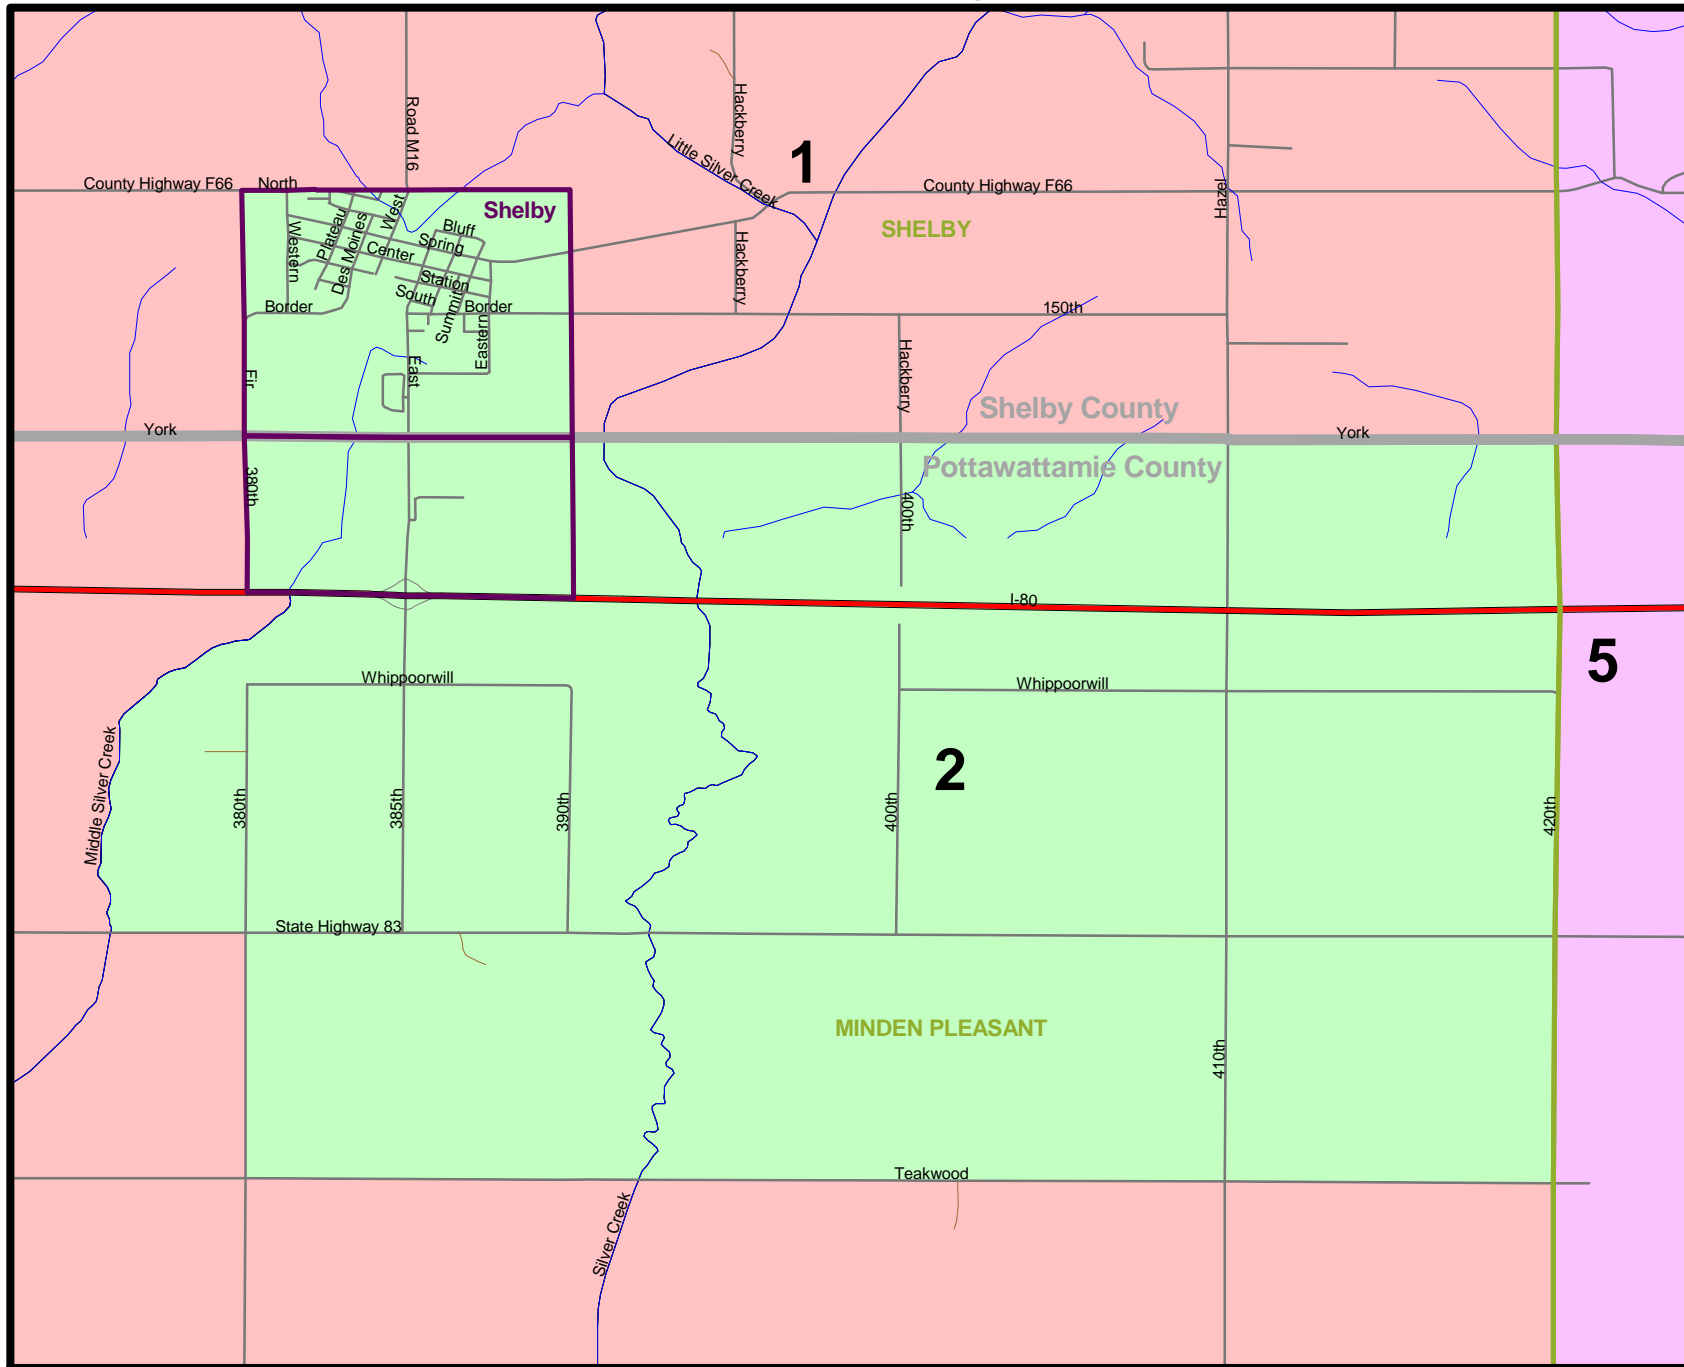 Road M16
Hackberry
Little Silver Creek
1
County Highway F66
North
Shelby
County Highway F66
Hazel
SHELBY
Western
Plateau
Des Moines
West
Center
Bluff
Spring
Station
South
Summit
Border
Border
Eastern
Hackberry
150th
Fir
East
Hackberry
Shelby County
York
York
Pottawattamie County
380th
400th
I-80
5
Whippoorwill
Whippoorwill
Middle Silver Creek
2
380th
385th
390th
400th
420th
State Highway 83
MINDEN PLEASANT
410th
Teakwood
Silver Creek